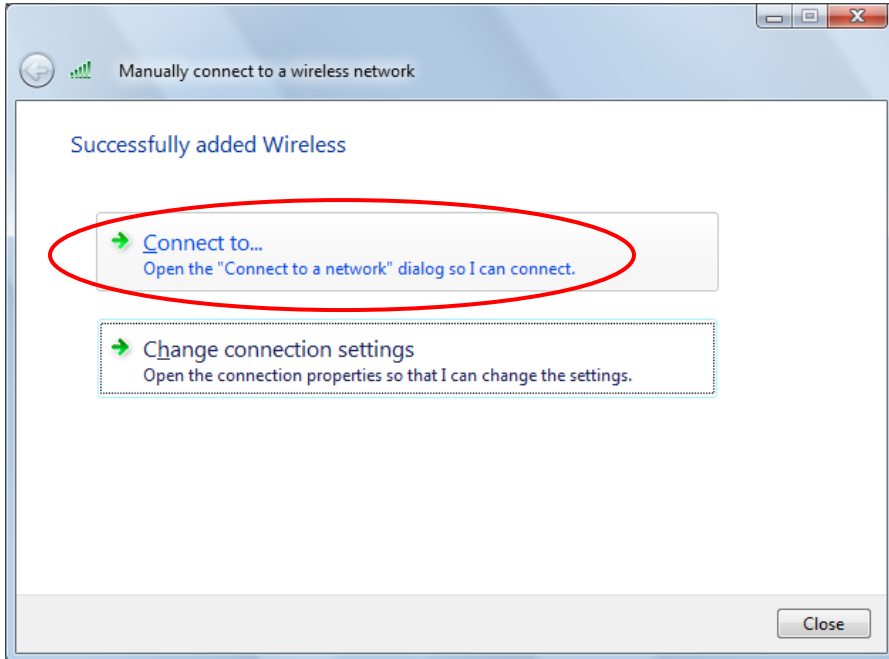 Manually connect to a wireless network
Successfully added Wireless
Connect to...
Open the "Connect to a network" dialog so I can connect.
Change connection settings
Open the connection properties so that I can change the settings.
Close